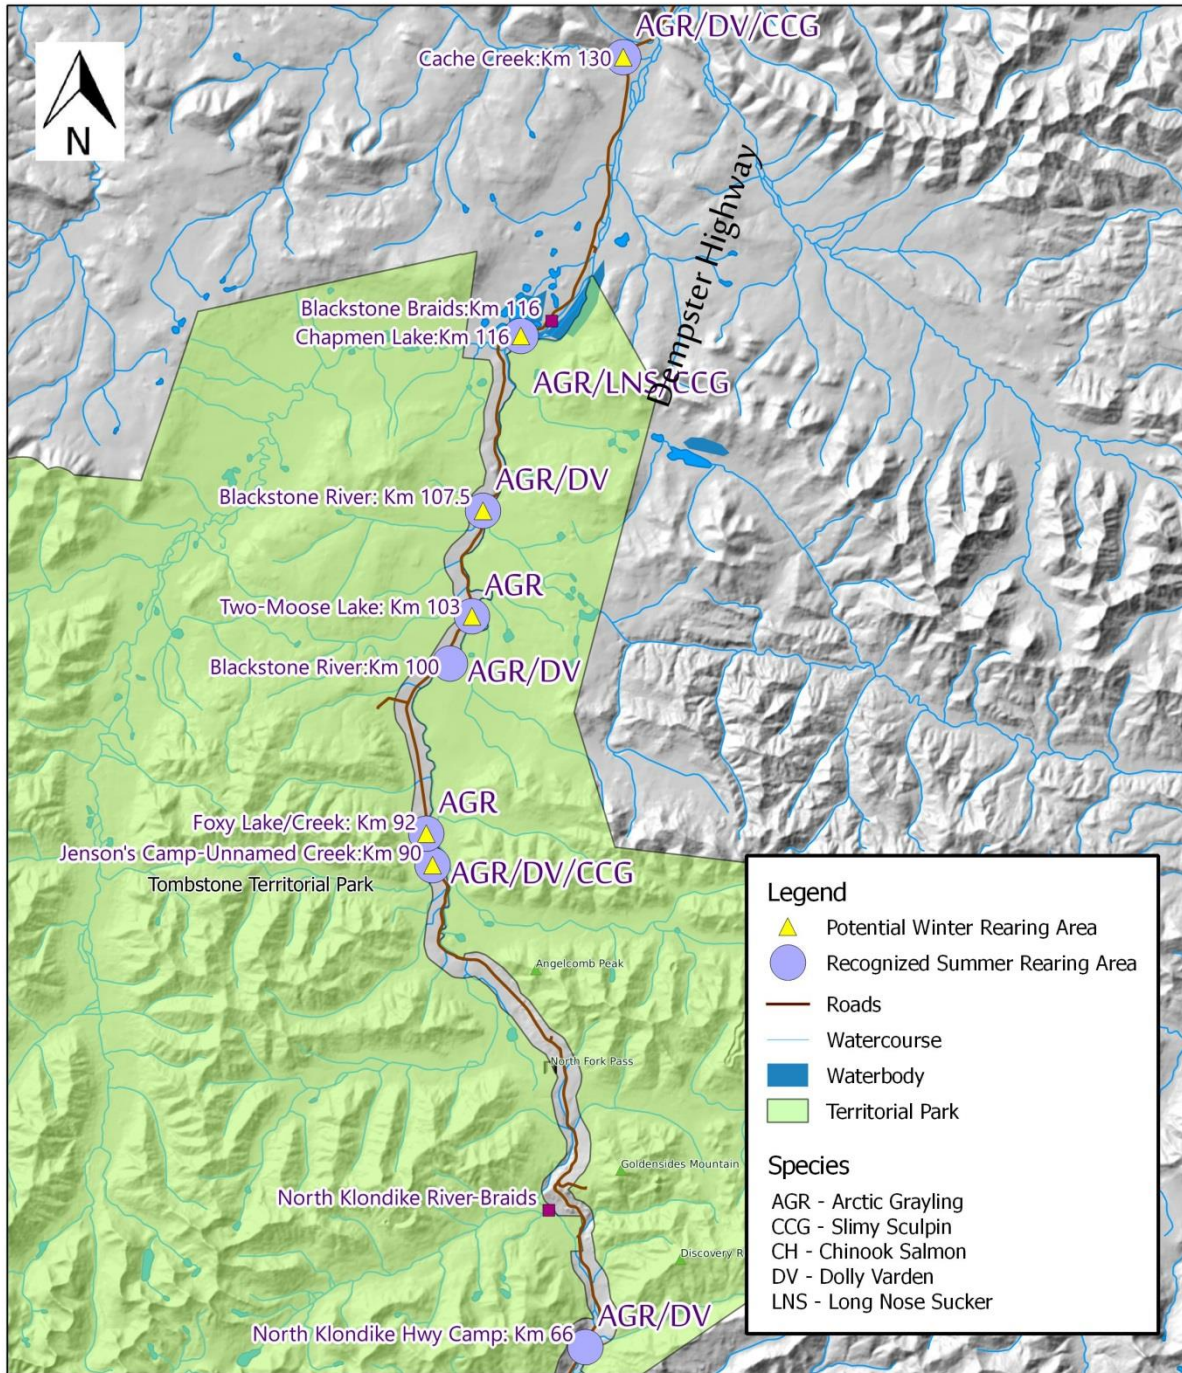 AGR/DV/CCG
Cache Creek:Km 130
N
Dempster Highway
Blackstone Braids:Km 116
Chapmen Lake:Km 116
AGR/LNS/CCG
AGR/DV
Blackstone River: Km 107.5
AGR
Two-Moose Lake: Km 103
Blackstone River:Km 100
AGR/DV
AGR
Foxy Lake/Creek: Km 92
Jenson's Camp-Unnamed Creek:Km 90
AGR/DV/CCG
Tombstone Territorial Park
Angelcomb Peak
North Fork Pass
Goldensides Mountain
North Klondike River-Braids
Discovery R
AGR/DV
North Klondike Hwy Camp: Km 66
Legend
Potential Winter Rearing Area
Recognized Summer Rearing Area
Roads
Watercourse
Waterbody
Territorial Park
Species
AGR - Arctic Grayling
CCG - Slimy Sculpin
CH - Chinook Salmon
DV - Dolly Varden
LNS - Long Nose Sucker